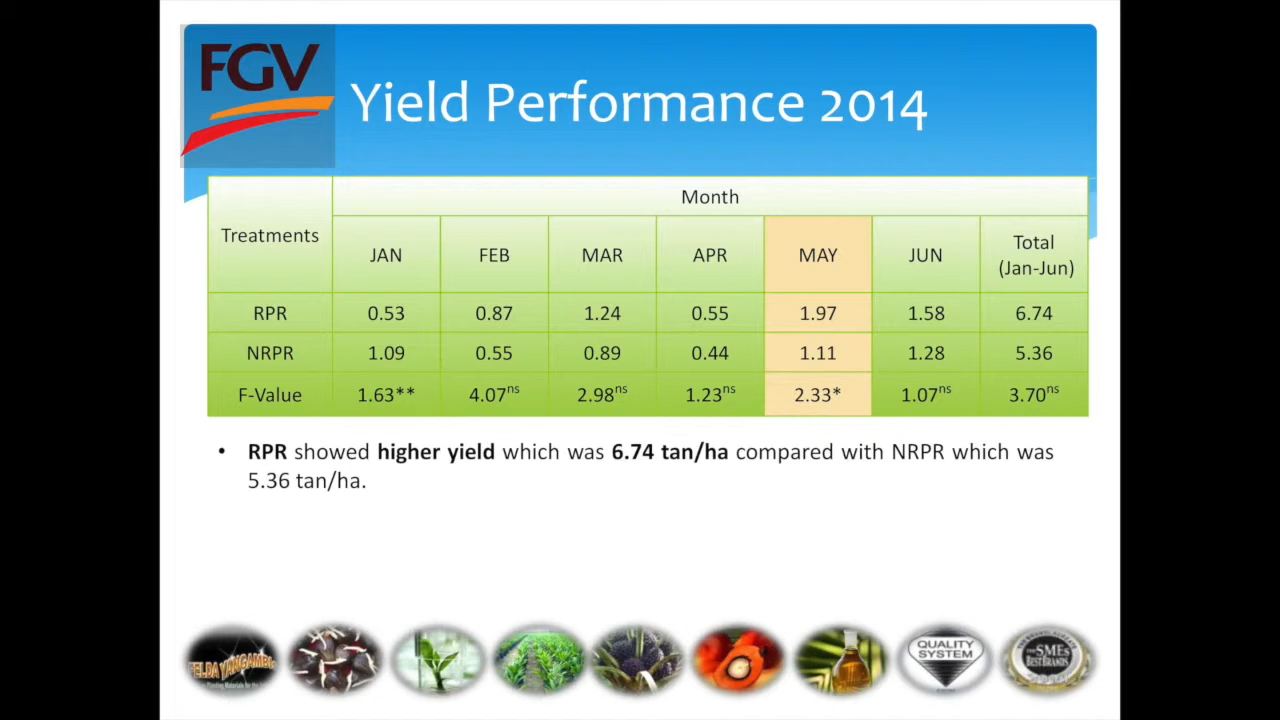 FGV
Yield Performance 2014
Treatments
Month
JAN FEB MAR APR MAY JUN Total (Jan-Jun)
RPR 0.53 0.87 1.24 0.55 1.97 1.58 6.74
NRPR 1.09 0.55 0.89 0.44 1.11 1.28 5.36
F-Value 1.63** 4.07ns 2.98ns 1.23ns 2.33* 1.07ns 3.70ns
• RPR showed higher yield which was 6.74 tan/ha compared with NRPR which was
5.36 tan/ha.
QUALITY
SYSTEM
SMEs
BEST BRANDS